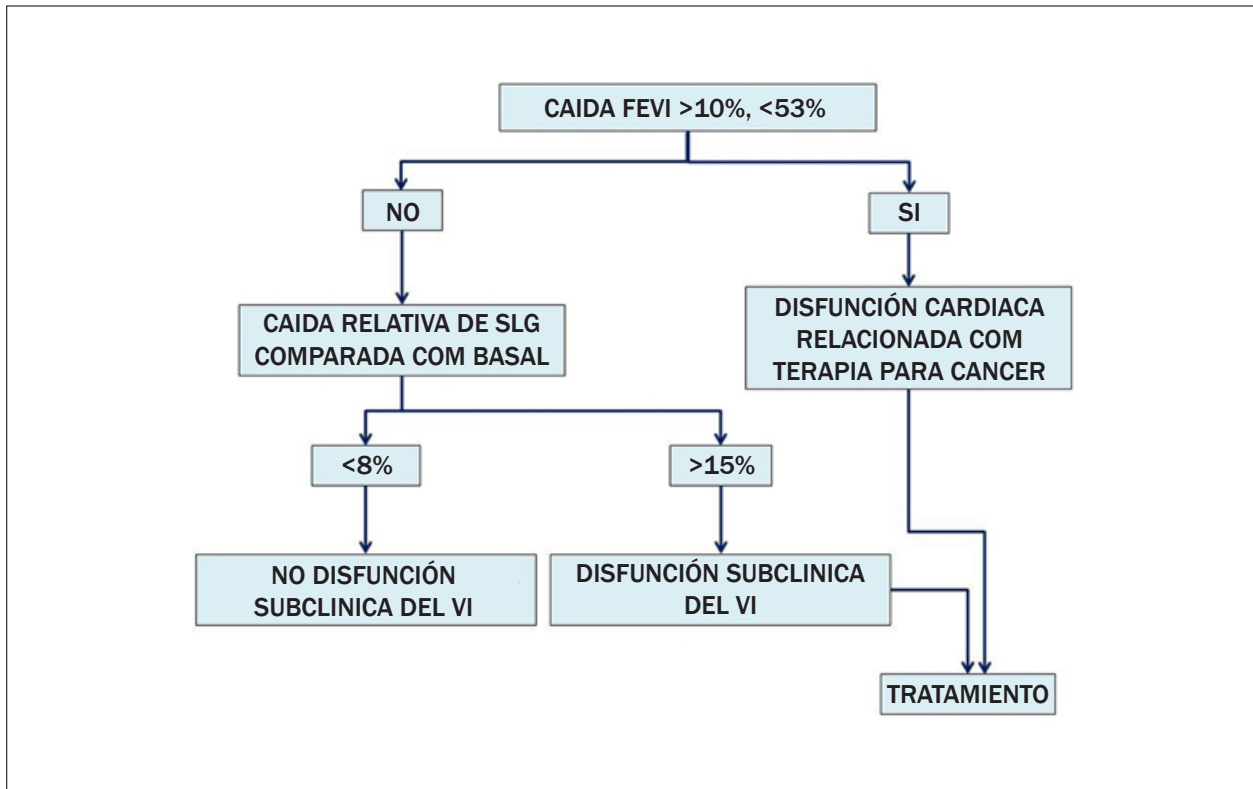 CAIDA FEVI >10%, <53%
NO
SI
CAIDA RELATIVA DE SLG
COMPARADA COM BASAL
DISFUNCIÓN CARDIACA
RELACIONADA COM
TERAPIA PARA CANCER
<8%
>15%
NO DISFUNCIÓN
SUBCLINICA DEL VI
DISFUNCIÓN SUBCLINICA
DEL VI
TRATAMIENTO